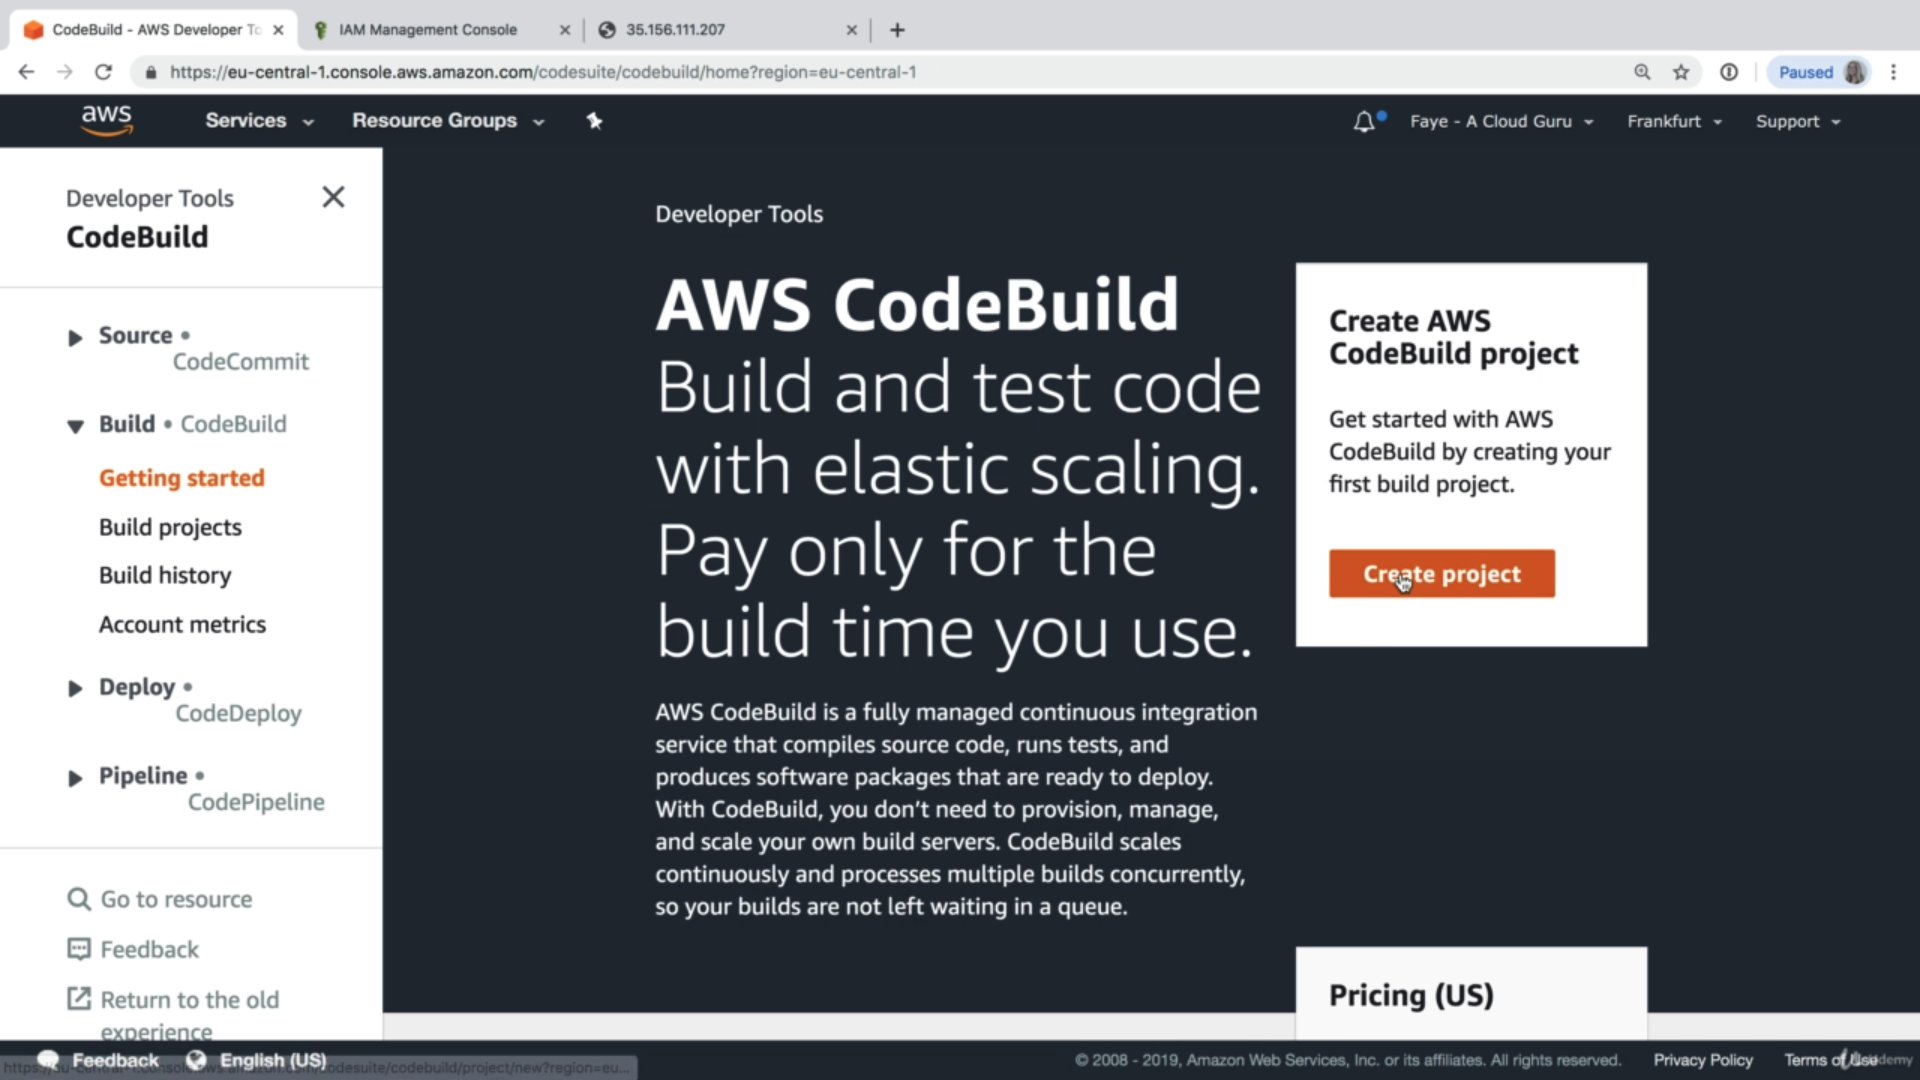 CodeBuild - AWS Developer To
IAM Management Console
35.156.111.207
https://eu-central-1.console.aws.amazon.com/codesuite/codebuild/home?region=eu-central-1
Paused
aws
Services
Resource Groups
Faye - A Cloud Guru
Frankfurt
Support
Developer Tools
CodeBuild
Source •
CodeCommit
Build • CodeBuild
Getting started
Build projects
Build history
Account metrics
Deploy •
CodeDeploy
Pipeline •
CodePipeline
Go to resource
Feedback
Return to the old
experience
Developer Tools
AWS CodeBuild
Build and test code
with elastic scaling.
Pay only for the
build time you use.
AWS CodeBuild is a fully managed continuous integration
service that compiles source code, runs tests, and
produces software packages that are ready to deploy.
With CodeBuild, you don't need to provision, manage,
and scale your own build servers. CodeBuild scales
continuously and processes multiple builds concurrently,
so your builds are not left waiting in a queue.
Create AWS
CodeBuild project
Get started with AWS
CodeBuild by creating your
first build project.
Create project
Pricing (US)
Feedback
English (US)
© 2008 - 2019, Amazon Web Services, Inc. or its affiliates. All rights reserved.
Privacy Policy
Terms of Use